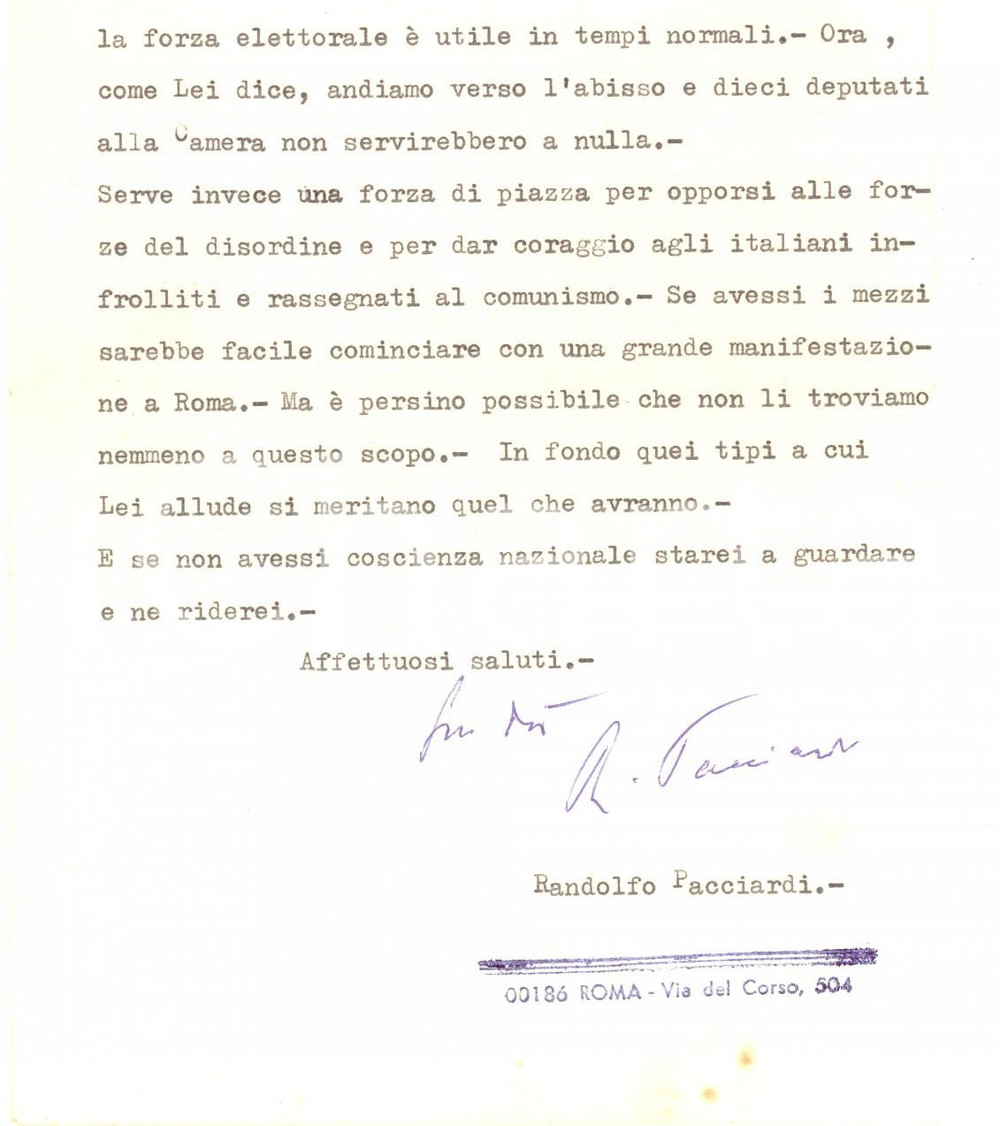 la forza elettorale è utile in tempi normali.- Ora ,
come Lei dice, andiamo verso l'abisso e dieci deputati
alla Camera non servirebbero a nulla.-
Serve invece una forza di piazza per opporsi alle for-
ze del disordine e per dar coraggio agli italiani in-
frolliti e rassegnati al comunismo.- Se avessi i mezzi
sarebbe facile cominciare con una grande manifestazio-
ne a Roma.- Ma è persino possibile che non li troviamo
nemmeno a questo scopo.- In fondo quei tipi a cui
Lei allude si meritano quel che avranno.-
E se non avessi coscienza nazionale starei a guardare
e ne riderei.-
Affettuosi saluti.-
R. Pacciardi
Randolfo Pacciardi.-
00186 ROMA - Via del Corso, 504